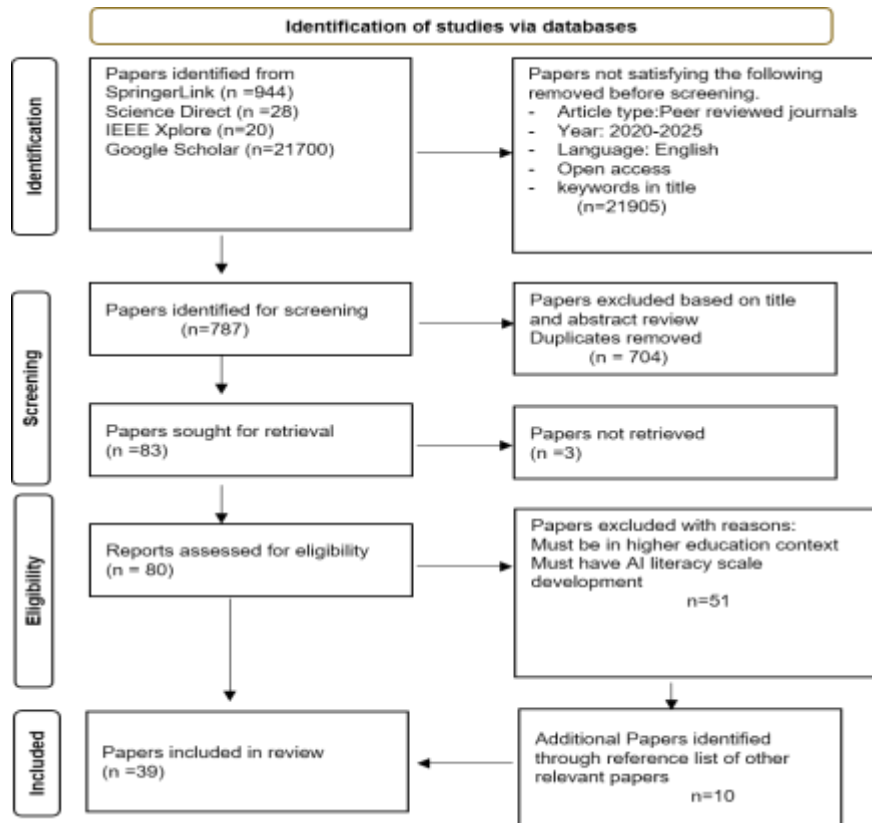 Identification of studies via databases
Identification
Papers identified from
SpringerLink (n =944)
Science Direct (n =28)
IEEE Xplore (n=20)
Google Scholar (n=21700)
Papers not satisfying the following
removed before screening.
- Article type:Peer reviewed journals
- Year: 2020-2025
- Language: English
- Open access
- keywords in title
(n=21905)
Screening
Papers identified for screening
(n=787)
Papers excluded based on title
and abstract review
Duplicates removed
(n = 704)
Papers sought for retrieval
(n =83)
Papers not retrieved
(n =3)
Eligibility
Reports assessed for eligibility
(n = 80)
Papers excluded with reasons:
Must be in higher education context
Must have AI literacy scale
development
n=51
Included
Papers included in review
(n =39)
Additional Papers identified
through reference list of other
relevant papers
n=10